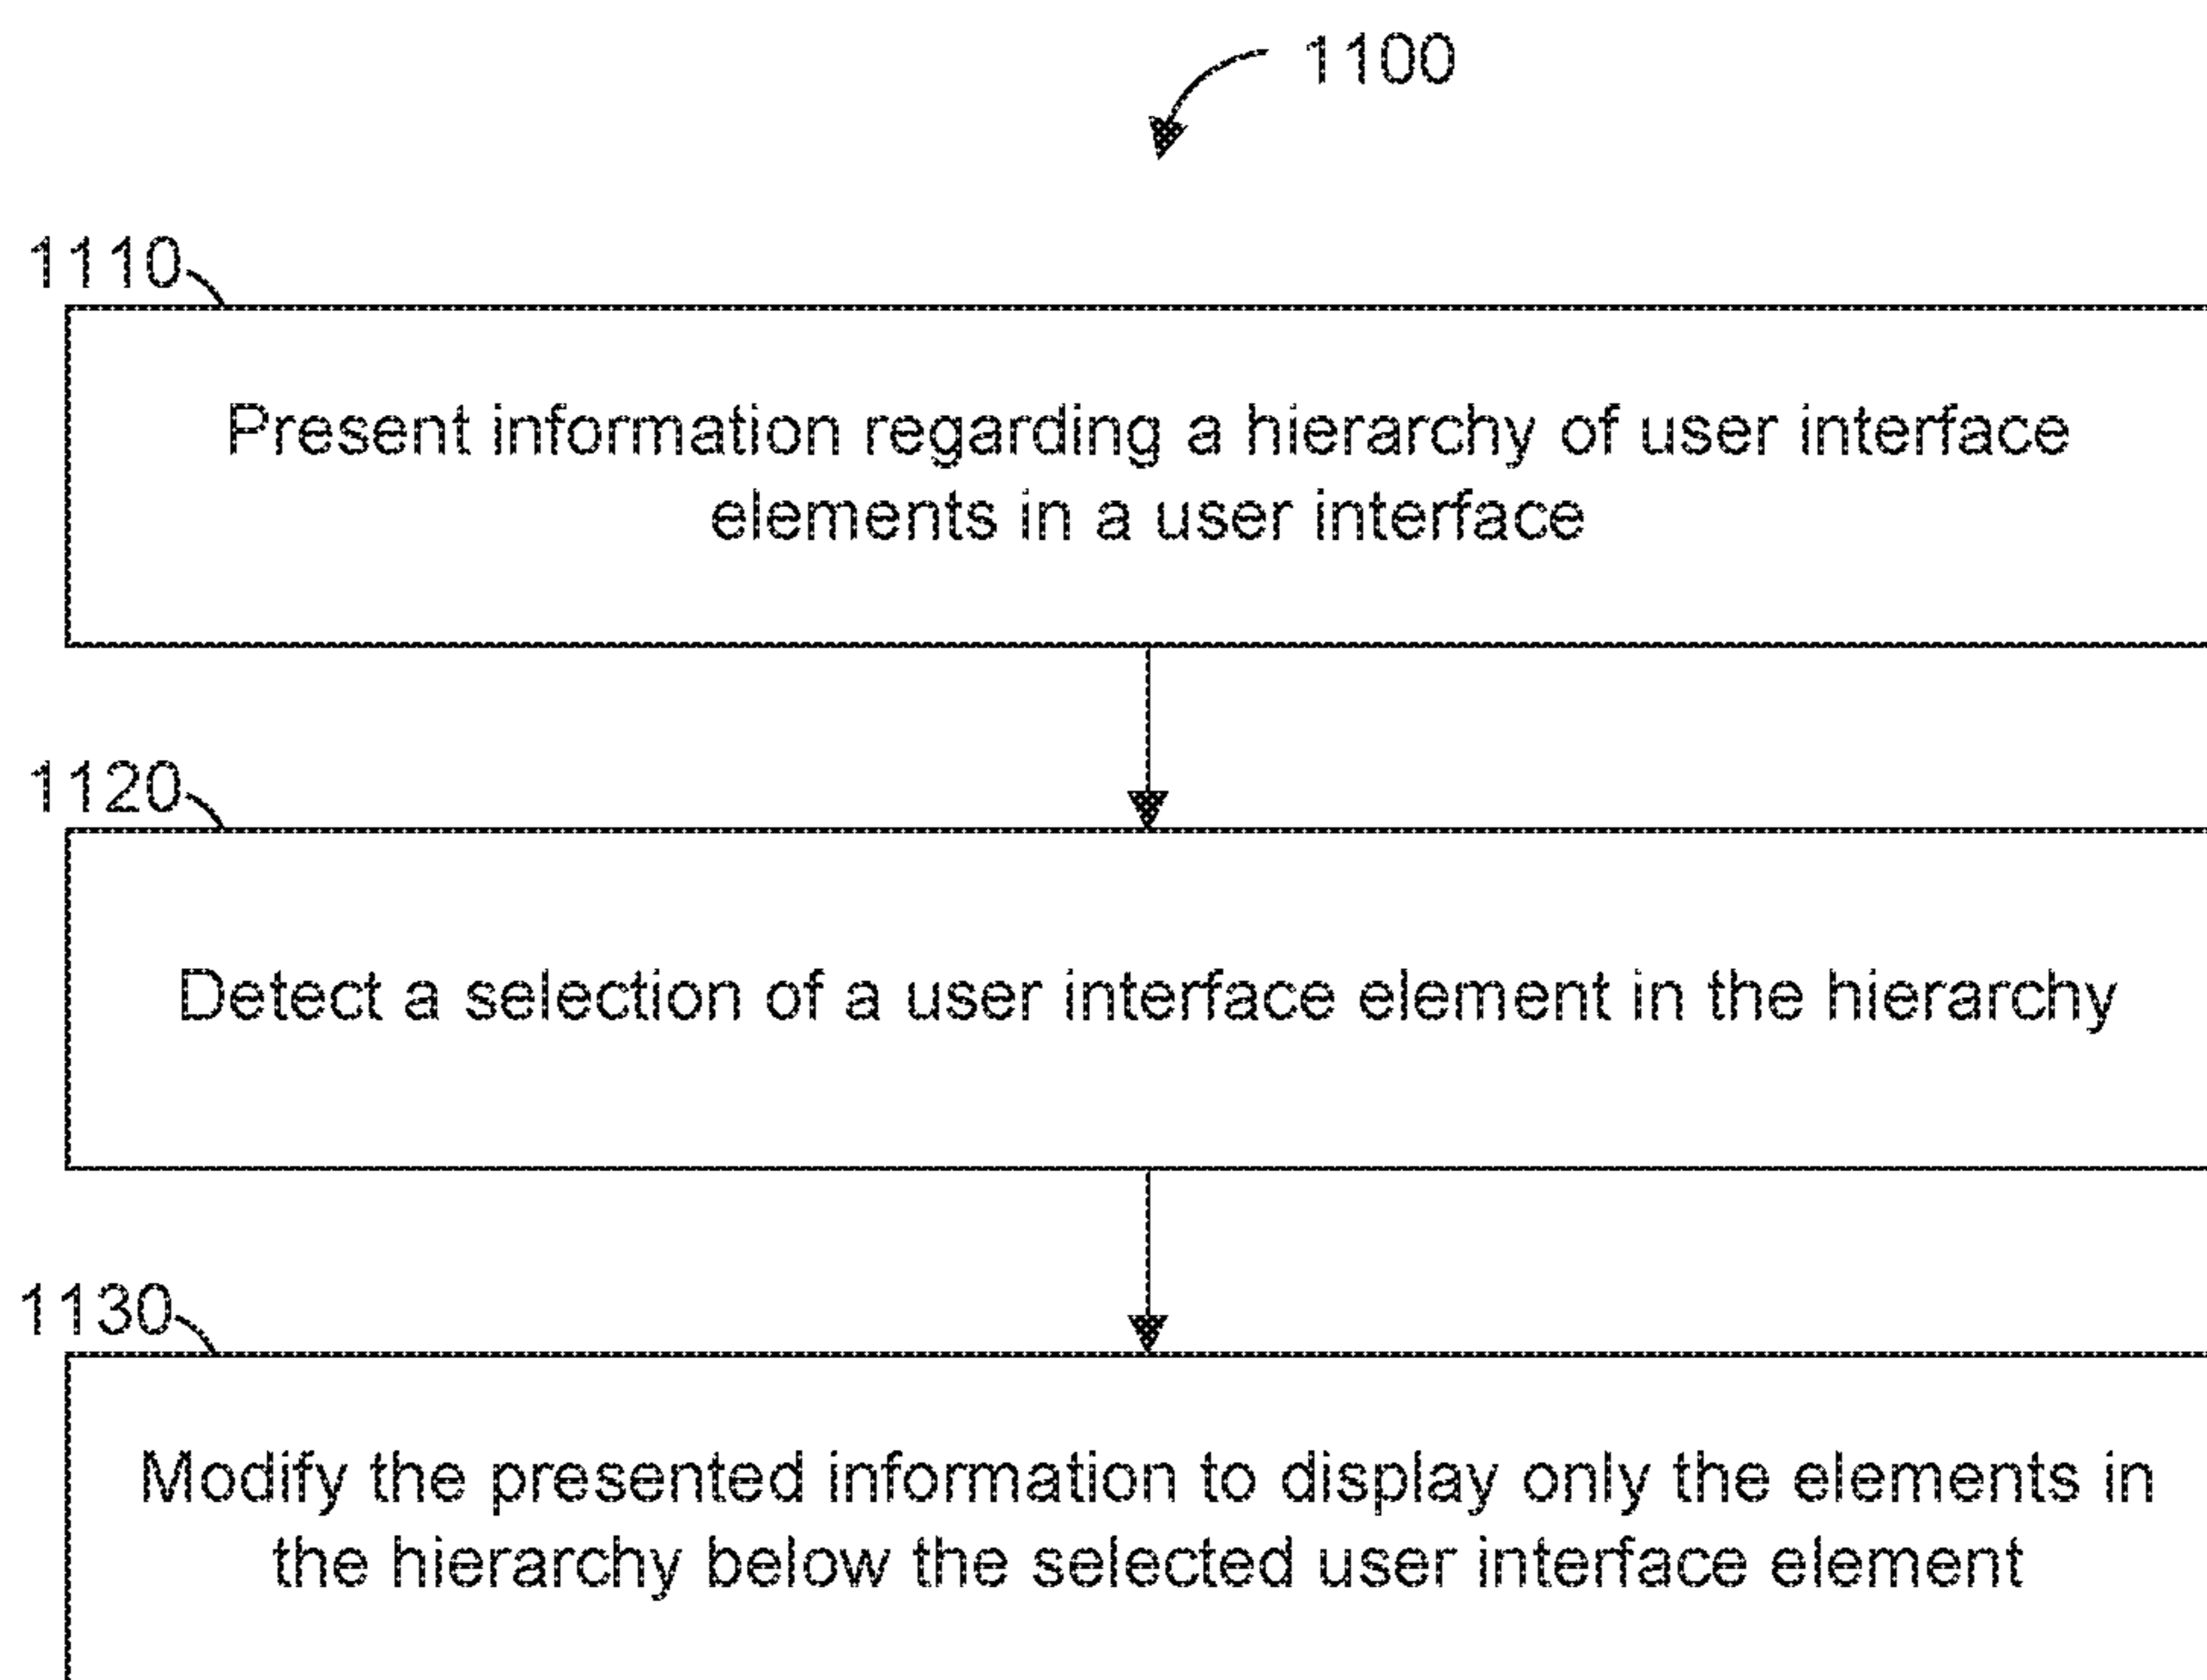 1100
1110
Present information regarding a hierarchy of user interface
elements in a user interface
1120
Detect a selection of a user interface element in the hierarchy
1130
Modify the presented information to display only the elements in
the hierarchy below the selected user interface element